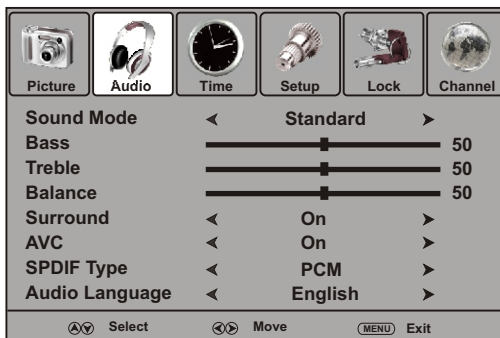 Picture Audio Time Setup Lock Channel
Sound Mode Standard
Bass 50
Treble 50
Balance 50
Surround On
AVC On
SPDIF Type PCM
Audio Language English
Select Move MENU Exit